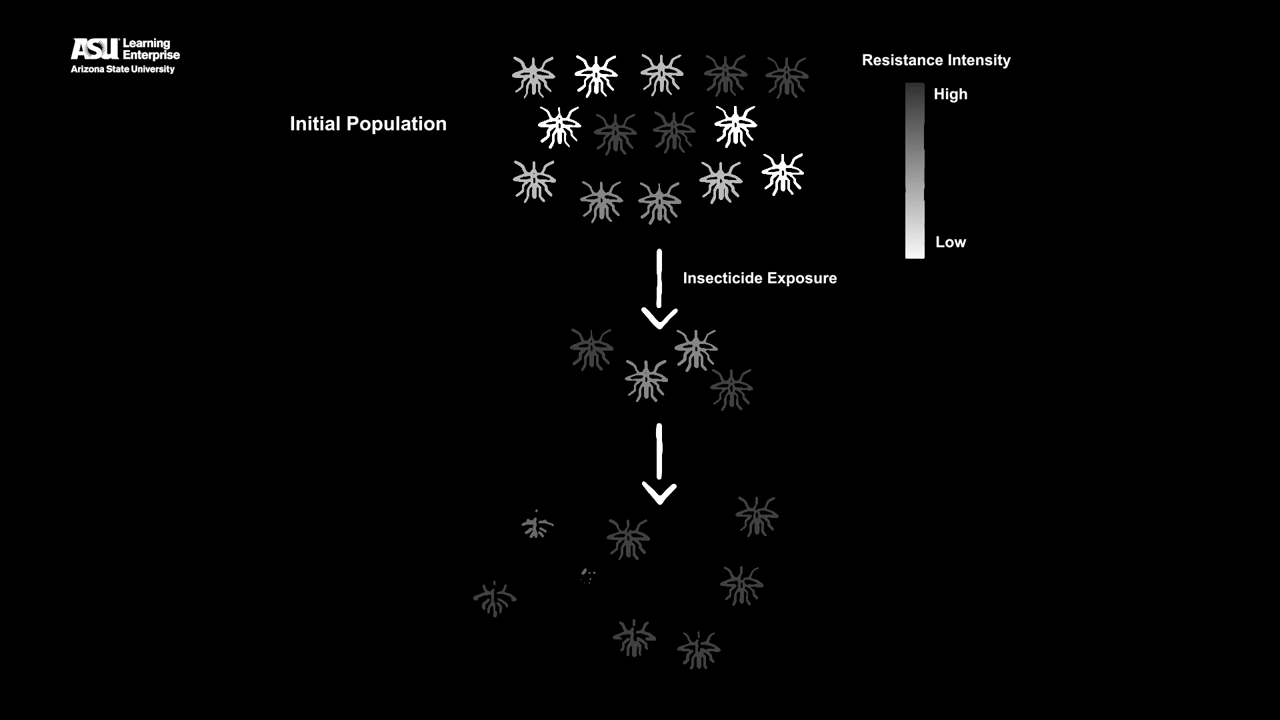 ASU Learning
Enterprise
Arizona State University
Resistance Intensity
High
Initial Population
Low
Insecticide Exposure